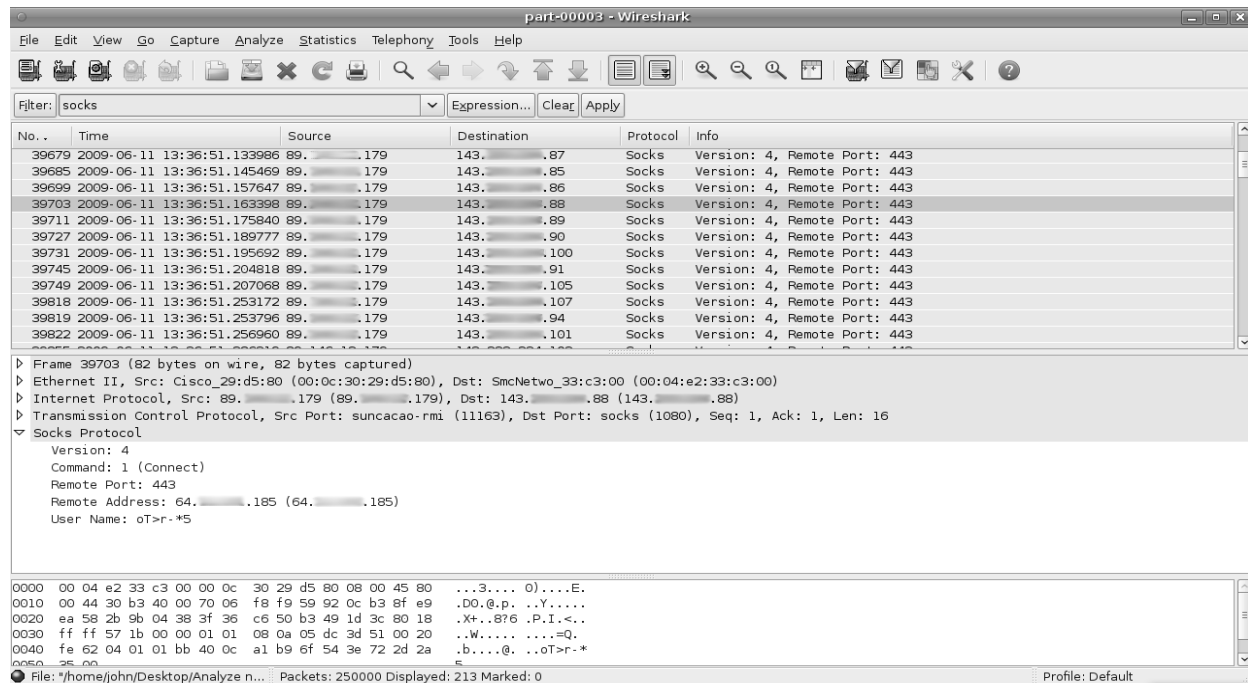 part-00003 - Wireshark
File Edit View Go Capture Analyze Statistics Telephony Tools Help
Filter: socks Expression... Clear Apply
No. . Time Source Destination Protocol Info
39679 2009-06-11 13:36:51.133986 89. .179 143. .87 Socks Version: 4, Remote Port: 443
39685 2009-06-11 13:36:51.145469 89. .179 143. .85 Socks Version: 4, Remote Port: 443
39699 2009-06-11 13:36:51.157647 89. .179 143. .86 Socks Version: 4, Remote Port: 443
39703 2009-06-11 13:36:51.163398 89. .179 143. .88 Socks Version: 4, Remote Port: 443
39711 2009-06-11 13:36:51.175840 89. .179 143. .89 Socks Version: 4, Remote Port: 443
39727 2009-06-11 13:36:51.189777 89. .179 143. .90 Socks Version: 4, Remote Port: 443
39731 2009-06-11 13:36:51.195692 89. .179 143. .100 Socks Version: 4, Remote Port: 443
39745 2009-06-11 13:36:51.204818 89. .179 143. .91 Socks Version: 4, Remote Port: 443
39749 2009-06-11 13:36:51.207068 89. .179 143. .105 Socks Version: 4, Remote Port: 443
39818 2009-06-11 13:36:51.253172 89. .179 143. .107 Socks Version: 4, Remote Port: 443
39819 2009-06-11 13:36:51.253796 89. .179 143. .94 Socks Version: 4, Remote Port: 443
39822 2009-06-11 13:36:51.256960 89. .179 143. .101 Socks Version: 4, Remote Port: 443
Frame 39703 (82 bytes on wire, 82 bytes captured)
Ethernet II, Src: Cisco_29:d5:80 (00:0c:30:29:d5:80), Dst: SmcNetwo_33:c3:00 (00:04:e2:33:c3:00)
Internet Protocol, Src: 89. .179 (89. .179), Dst: 143. .88 (143. .88)
Transmission Control Protocol, Src Port: suncacao-rmi (11163), Dst Port: socks (1080), Seq: 1, Ack: 1, Len: 16
Socks Protocol
Version: 4
Command: 1 (Connect)
Remote Port: 443
Remote Address: 64. .185 (64. .185)
User Name: oT>r-*5
0000 00 04 e2 33 c3 00 00 0c 30 29 d5 80 08 00 45 80 ...3.... 0)....E.
0010 00 44 30 b3 40 00 70 06 f8 f9 59 92 0c b3 8f e9 .D0.@.p. ..Y.....
0020 ea 58 2b 9b 04 38 3f 36 c6 50 b3 49 1d 3c 80 18 .X+..8?6 .P.I.<..
0030 ff ff 57 1b 00 00 01 01 08 0a 05 dc 3d 51 00 20 ..W..... ....=Q.
0040 fe 62 04 01 01 bb 40 0c a1 b9 6f 54 3e 72 2d 2a .b....@. ..oT>r-*
0050 35 00 5.
File: "/home/john/Desktop/Analyze n... Packets: 250000 Displayed: 213 Marked: 0 Profile: Default